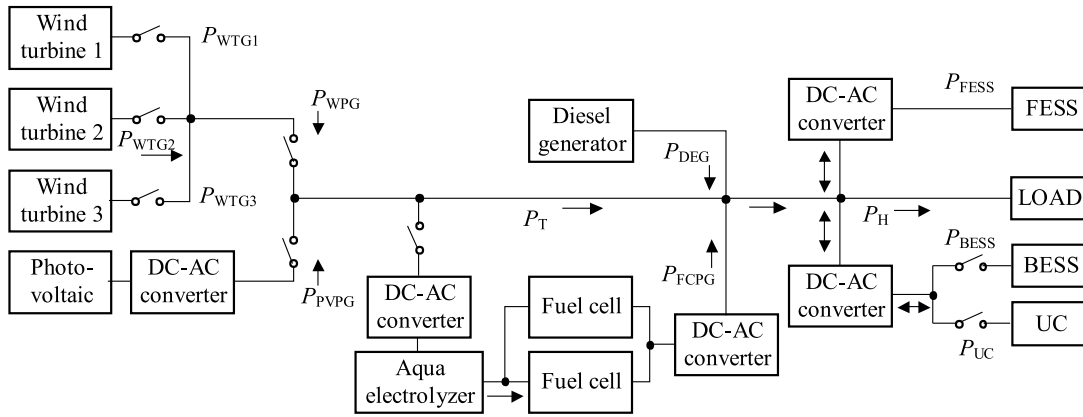 Wind
turbine 1
P_WTG1
Wind
turbine 2
P_WTG2
Wind
turbine 3
P_WTG3
Photo-
voltaic
DC-AC
converter
P_WPG
P_PVPG
P_T
DC-AC
converter
Aqua
electrolyzer
Fuel cell
Fuel cell
Diesel
generator
P_DEG
P_FCPG
DC-AC
converter
DC-AC
converter
P_FESS
FESS
P_H
LOAD
DC-AC
converter
P_BESS
BESS
P_UC
UC